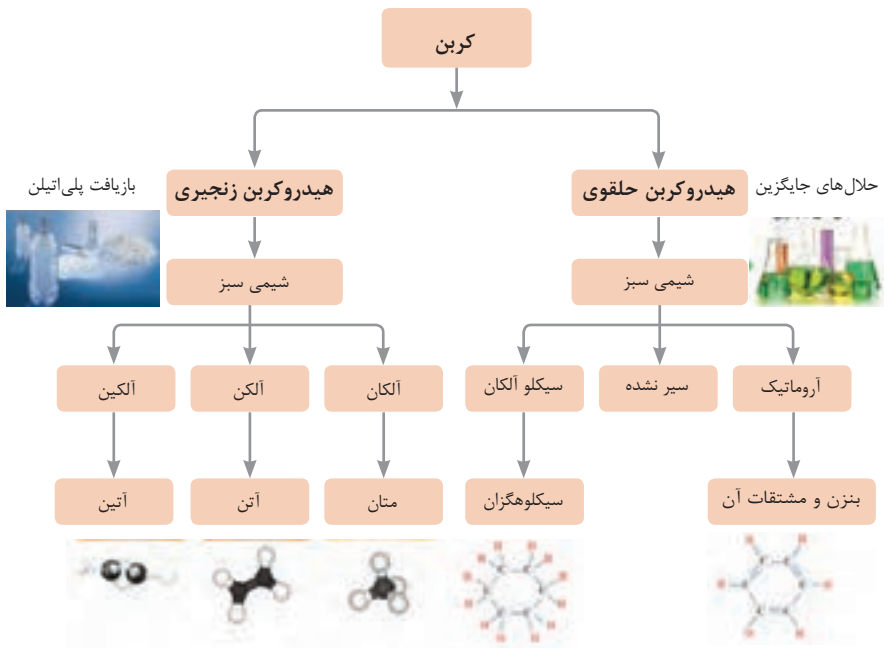 کربن
هیدروکربن حلقوی
هیدروکربن زنجیری
حلال‌های جایگزین
بازیافت پلی‌اتیلن
شیمی سبز
شیمی سبز
آروماتیک
سیر نشده
سیکلو آلکان
آلکان
آلکن
آلکین
بنزن و مشتقات آن
سیکلوهگزان
متان
آتن
آتین